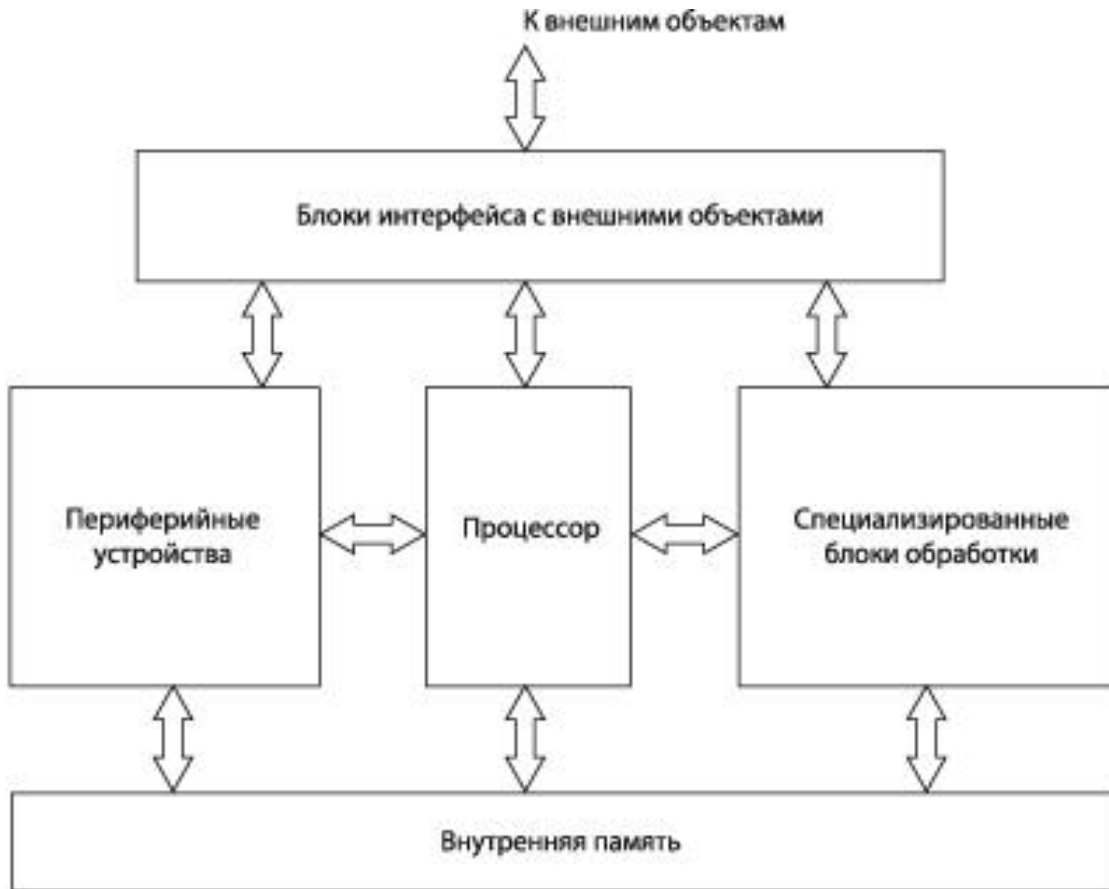 К внешним объектам
Блоки интерфейса с внешними объектами
Периферийные
устройства
Процессор
Специализированные
блоки обработки
Внутренняя память